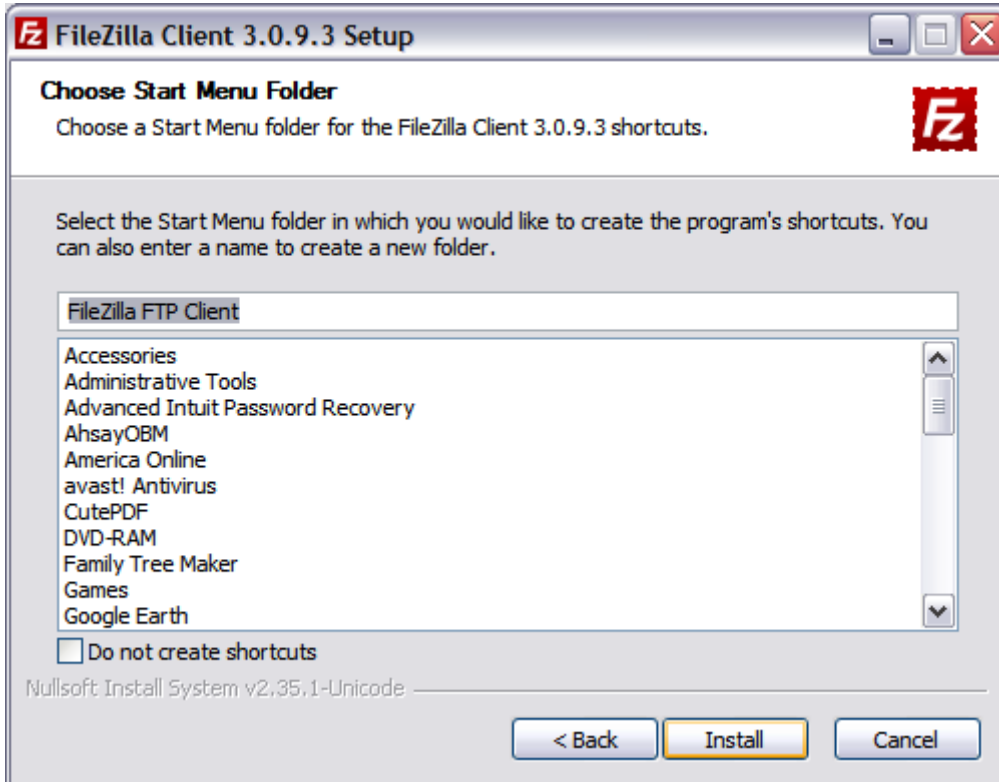 FileZilla Client 3.0.9.3 Setup
Choose Start Menu Folder
Choose a Start Menu folder for the FileZilla Client 3.0.9.3 shortcuts.
Fz
Select the Start Menu folder in which you would like to create the program's shortcuts. You
can also enter a name to create a new folder.
FileZilla FTP Client
Accessories
Administrative Tools
Advanced Intuit Password Recovery
AhsayOBM
America Online
avast! Antivirus
CutePDF
DVD-RAM
Family Tree Maker
Games
Google Earth
Do not create shortcuts
Nullsoft Install System v2.35.1-Unicode
< Back Install Cancel